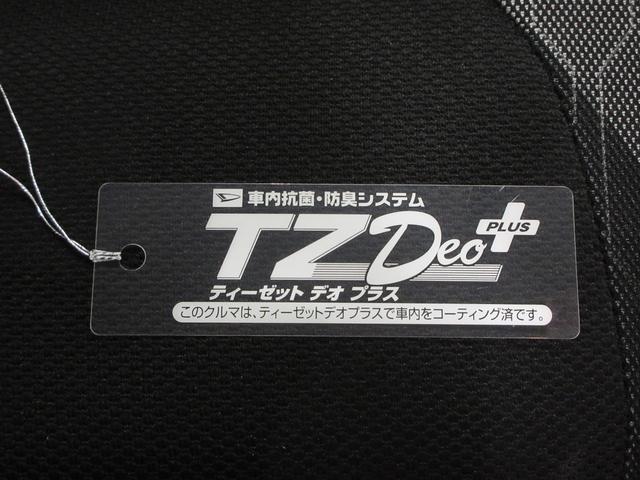 車内抗菌・防臭システム
TZ Deo PLUS
ティーゼット デオ プラス
このクルマは、ティーゼットデオプラスで車内をコーティング済です。